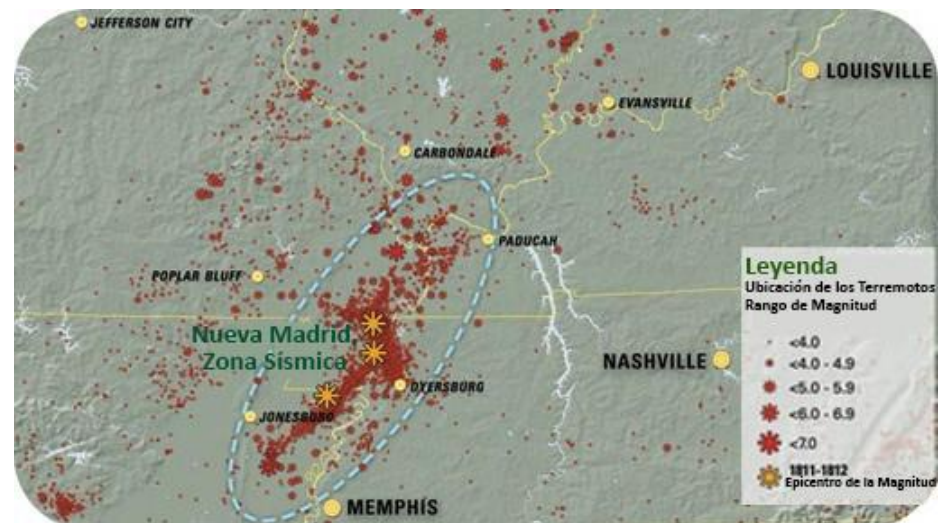 JEFFERSON CITY
LOUISVILLE
EVANSVILLE
CARBONDALE
PADUCAH
POPLAR BLUFF
Nueva Madrid
Zona Sísmica
NASHVILLE
DYERSBURG
JONESBORO
MEMPHIS
Leyenda
Ubicación de los Terremotos
Rango de Magnitud
<4.0
<4.0 - 4.9
<5.0 - 5.9
<6.0 - 6.9
<7.0
1811-1812
Epicentro de la Magnitud